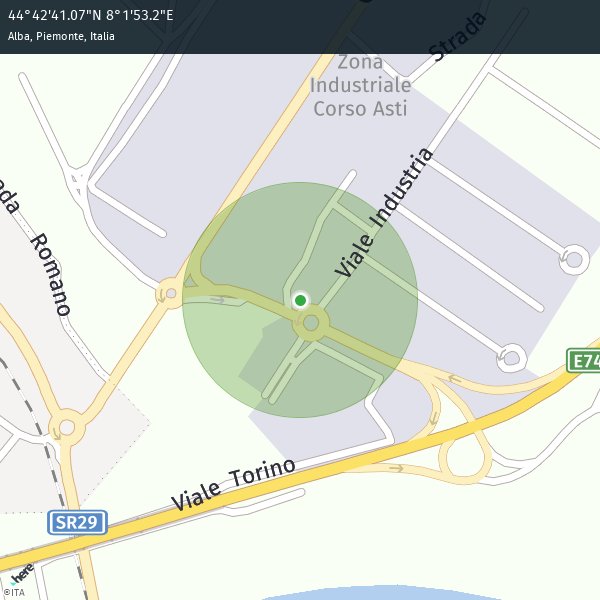 44°42'41.07"N 8°1'53.2"E
Alba, Piemonte, Italia
Strada
Zona
Industriale
Corso Asti
Viale Industria
Romano
E74
Viale Torino
SR29
here
©ITA